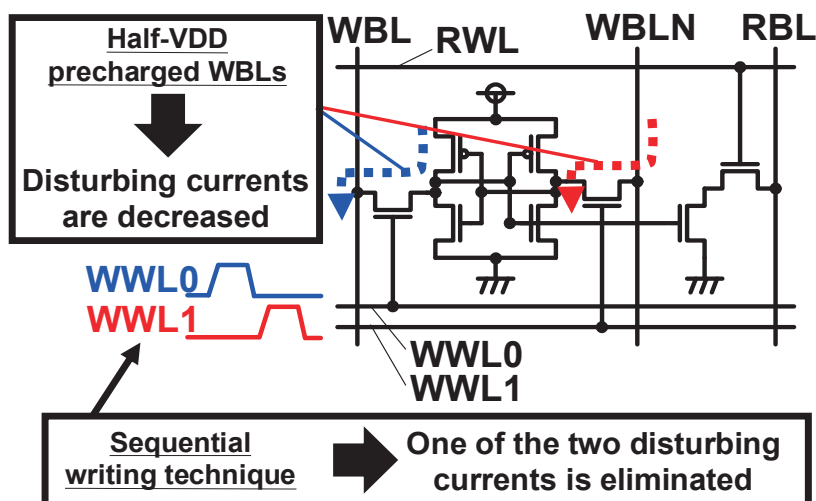 Half-VDD
precharged WBLs
Disturbing currents
are decreased
WBL
RWL
WBLN
RBL
WWL0
WWL1
WWL0
WWL1
Sequential
writing technique
One of the two disturbing
currents is eliminated